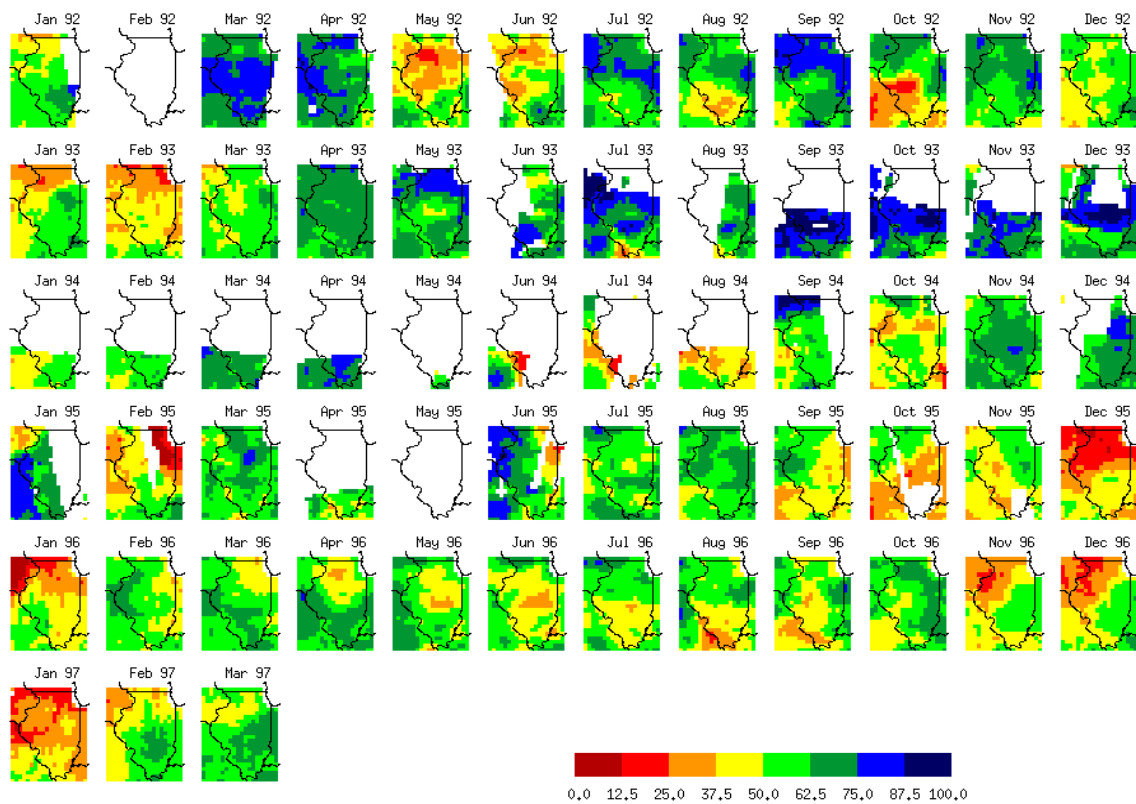 Jan 92 Feb 92 Mar 92 Apr 92 May 92 Jun 92 Jul 92 Aug 92 Sep 92 Oct 92 Nov 92 Dec 92
Jan 93 Feb 93 Mar 93 Apr 93 May 93 Jun 93 Jul 93 Aug 93 Sep 93 Oct 93 Nov 93 Dec 93
Jan 94 Feb 94 Mar 94 Apr 94 May 94 Jun 94 Jul 94 Aug 94 Sep 94 Oct 94 Nov 94 Dec 94
Jan 95 Feb 95 Mar 95 Apr 95 May 95 Jun 95 Jul 95 Aug 95 Sep 95 Oct 95 Nov 95 Dec 95
Jan 96 Feb 96 Mar 96 Apr 96 May 96 Jun 96 Jul 96 Aug 96 Sep 96 Oct 96 Nov 96 Dec 96
Jan 97 Feb 97 Mar 97
0.0 12.5 25.0 37.5 50.0 62.5 75.0 87.5 100.0